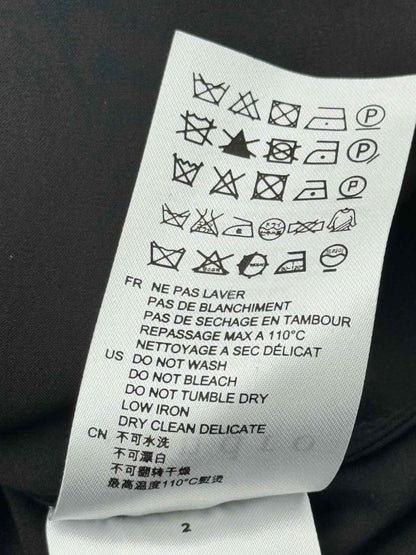 P
P
P
FR NE PAS LAVER
PAS DE BLANCHIMENT
PAS DE SECHAGE EN TAMBOUR
REPASSAGE MAX A 110°C
NETTOYAGE A SEC DÉLICAT
US DO NOT WASH
DO NOT BLEACH
DO NOT TUMBLE DRY
LOW IRON
DRY CLEAN DELICATE
CN 不可水洗
不可漂白
不可翻转干燥
最高温度110°C熨烫
2